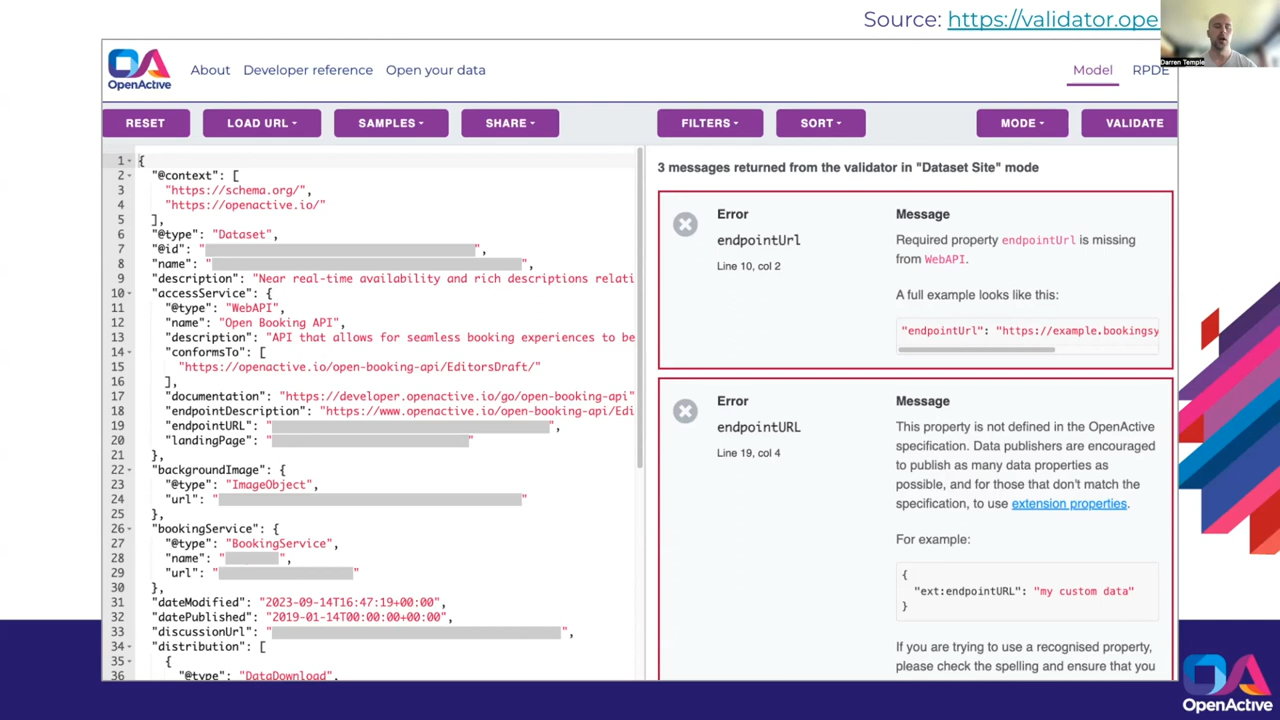 Source: https://validator.ope
Darren Temple
OA
OpenActive
About Developer reference Open your data
Model RPDE
RESET LOAD URL SAMPLES SHARE
FILTERS SORT MODE VALIDATE
1 {
2 "@context": [
3 "https://schema.org/",
4 "https://openactive.io/"
5 ],
6 "@type": "Dataset",
7 "@id": " ",
8 "name": " ",
9 "description": "Near real-time availability and rich descriptions relati
10 "accessService": {
11 "@type": "WebAPI",
12 "name": "Open Booking API",
13 "description": "API that allows for seamless booking experiences to be
14 "conformsTo": [
15 "https://openactive.io/open-booking-api/EditorsDraft/"
16 ],
17 "documentation": "https://developer.openactive.io/go/open-booking-api"
18 "endpointDescription": "https://www.openactive.io/open-booking-api/Edi
19 "endpointURL": " ",
20 "landingPage": " "
21 },
22 "backgroundImage": {
23 "@type": "ImageObject",
24 "url": " "
25 },
26 "bookingService": {
27 "@type": "BookingService",
28 "name": " ",
29 "url": " "
30 },
31 "dateModified": "2023-09-14T16:47:19+00:00",
32 "datePublished": "2019-01-14T00:00:00+00:00",
33 "discussionUrl": " ",
34 "distribution": [
35 {
36 "@type": "DataDownload",
3 messages returned from the validator in "Dataset Site" mode
Error
endpointUrl
Line 10, col 2
Message
Required property endpointUrl is missing
from WebAPI.
A full example looks like this:
"endpointUrl": "https://example.bookingsy
Error
endpointURL
Line 19, col 4
Message
This property is not defined in the OpenActive
specification. Data publishers are encouraged
to publish as many data properties as
possible, and for those that don't match the
specification, to use extension properties.
For example:
{
"ext:endpointURL": "my custom data"
}
If you are trying to use a recognised property,
please check the spelling and ensure that you
OA
OpenActive